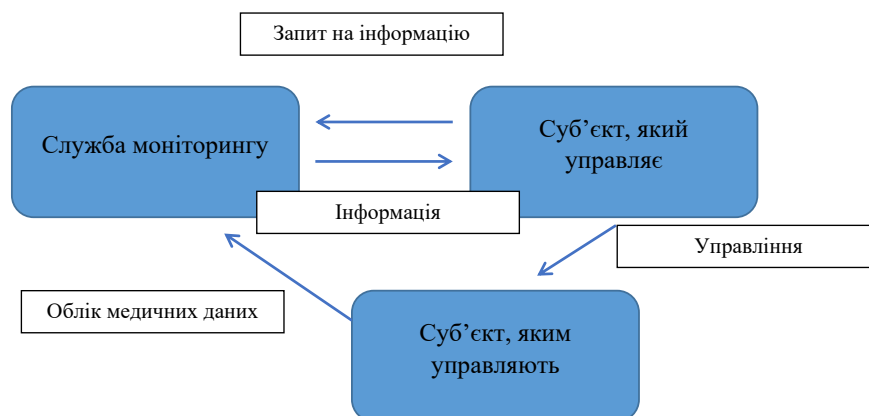 Запит на інформацію
Служба моніторингу
Суб’єкт, який
управляє
Інформація
Управління
Облік медичних даних
Суб’єкт, яким
управляють